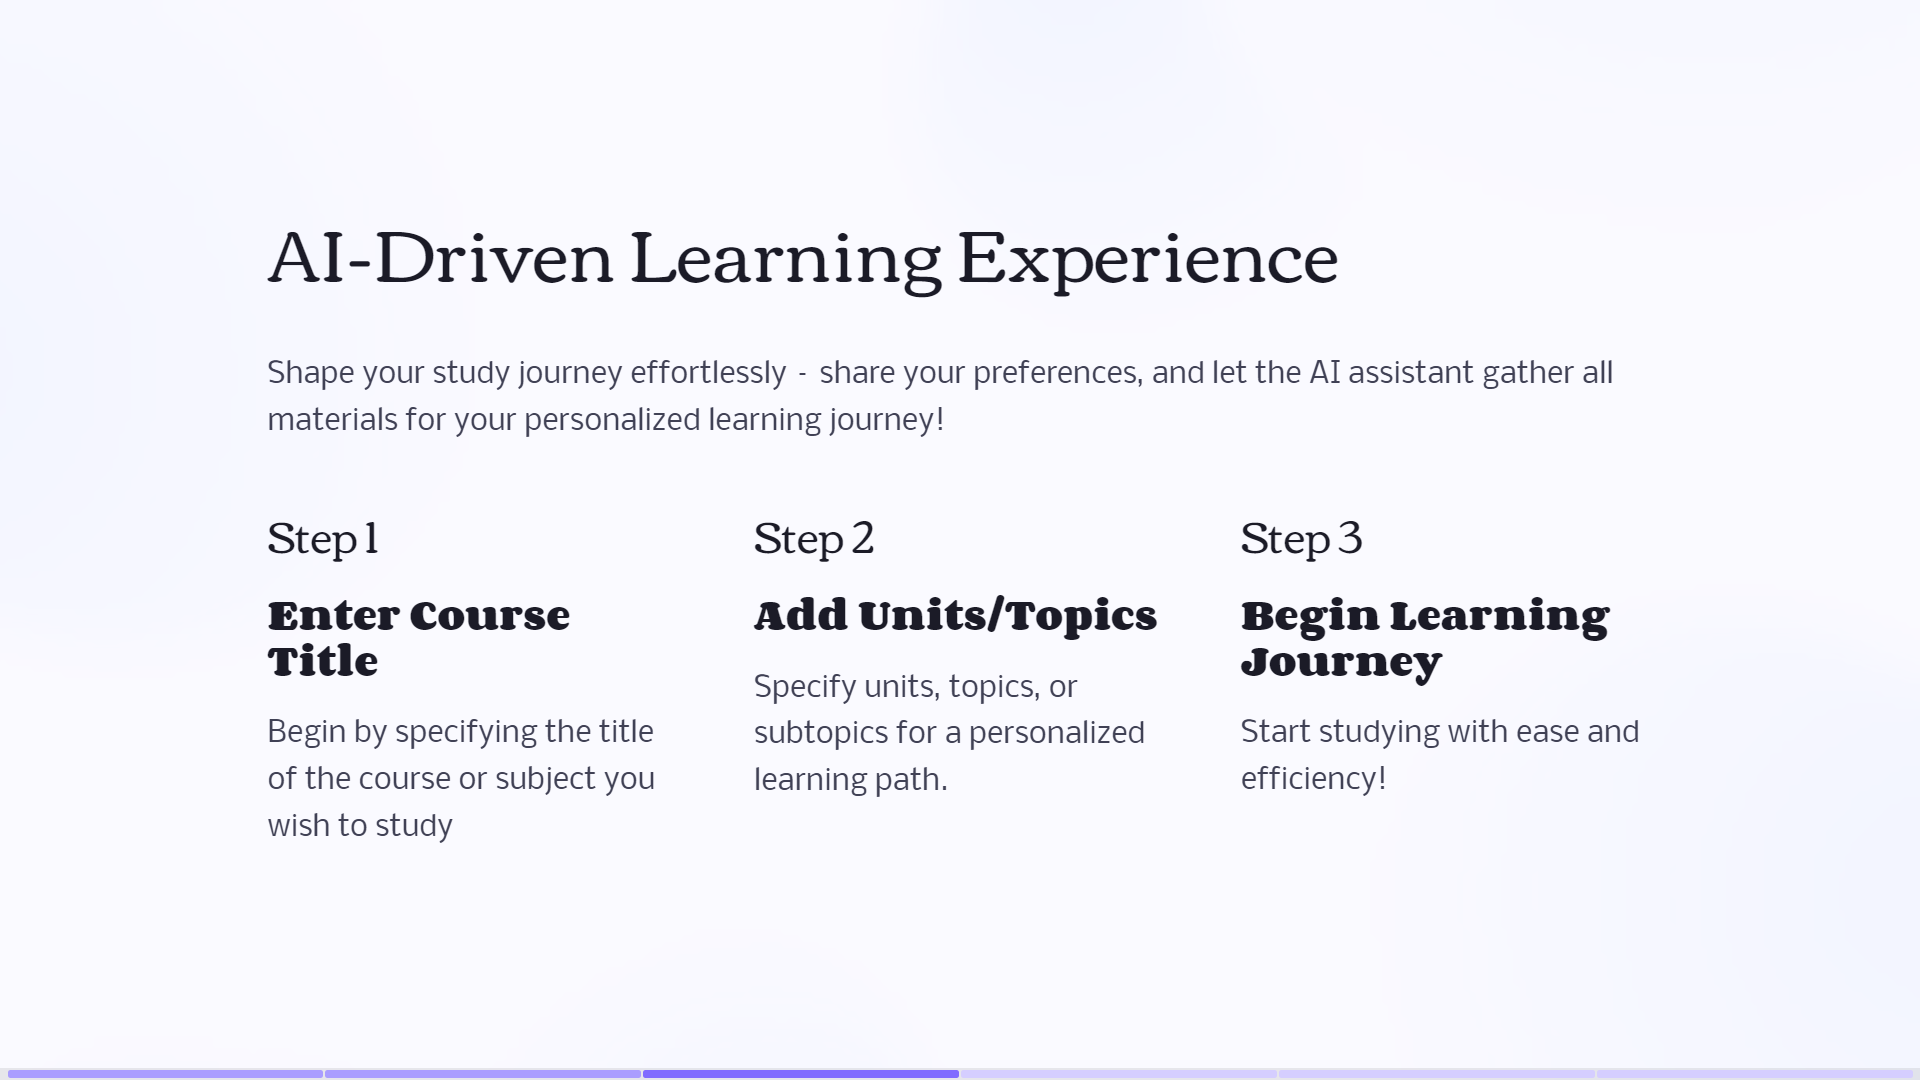 AI-Driven Learning Experience
Shape your study journey effortlessly - share your preferences, and let the AI assistant gather all
materials for your personalized learning journey!
Step 1
Enter Course
Title
Begin by specifying the title
of the course or subject you
wish to study
Step 2
Add Units/Topics
Specify units, topics, or
subtopics for a personalized
learning path.
Step 3
Begin Learning
Journey
Start studying with ease and
efficiency!